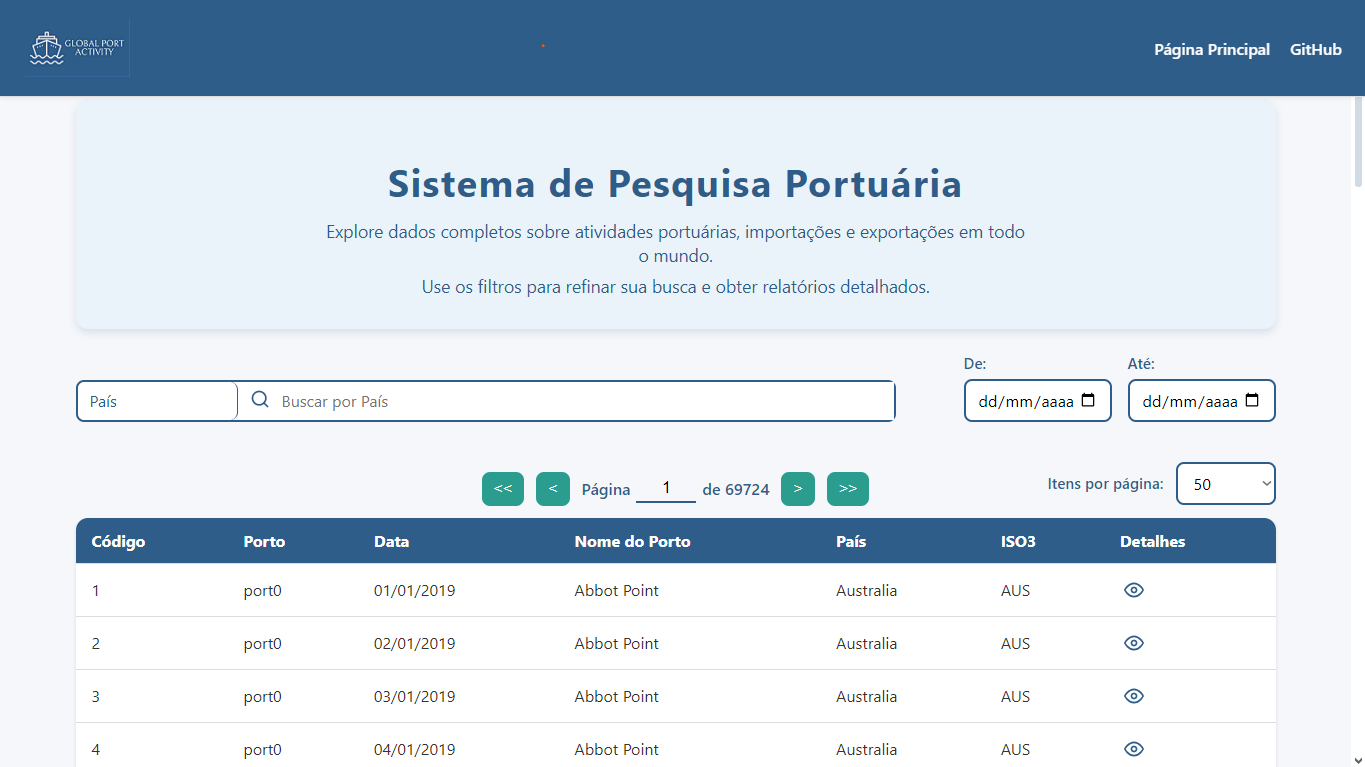 GLOBAL PORT
ACTIVITY
Página Principal GitHub
Sistema de Pesquisa Portuária
Explore dados completos sobre atividades portuárias, importações e exportações em todo
o mundo.
Use os filtros para refinar sua busca e obter relatórios detalhados.
De: Até:
País Buscar por País dd/mm/aaaa dd/mm/aaaa
<< < Página 1 de 69724 > >> Itens por página: 50
Código Porto Data Nome do Porto País ISO3 Detalhes
1 port0 01/01/2019 Abbot Point Australia AUS
2 port0 02/01/2019 Abbot Point Australia AUS
3 port0 03/01/2019 Abbot Point Australia AUS
4 port0 04/01/2019 Abbot Point Australia AUS